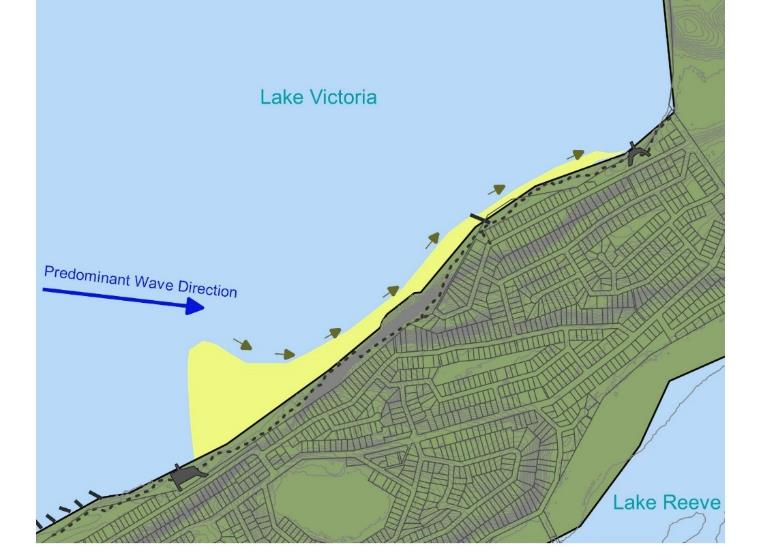 Lake Victoria
Predominant Wave Direction
Lake Reeve